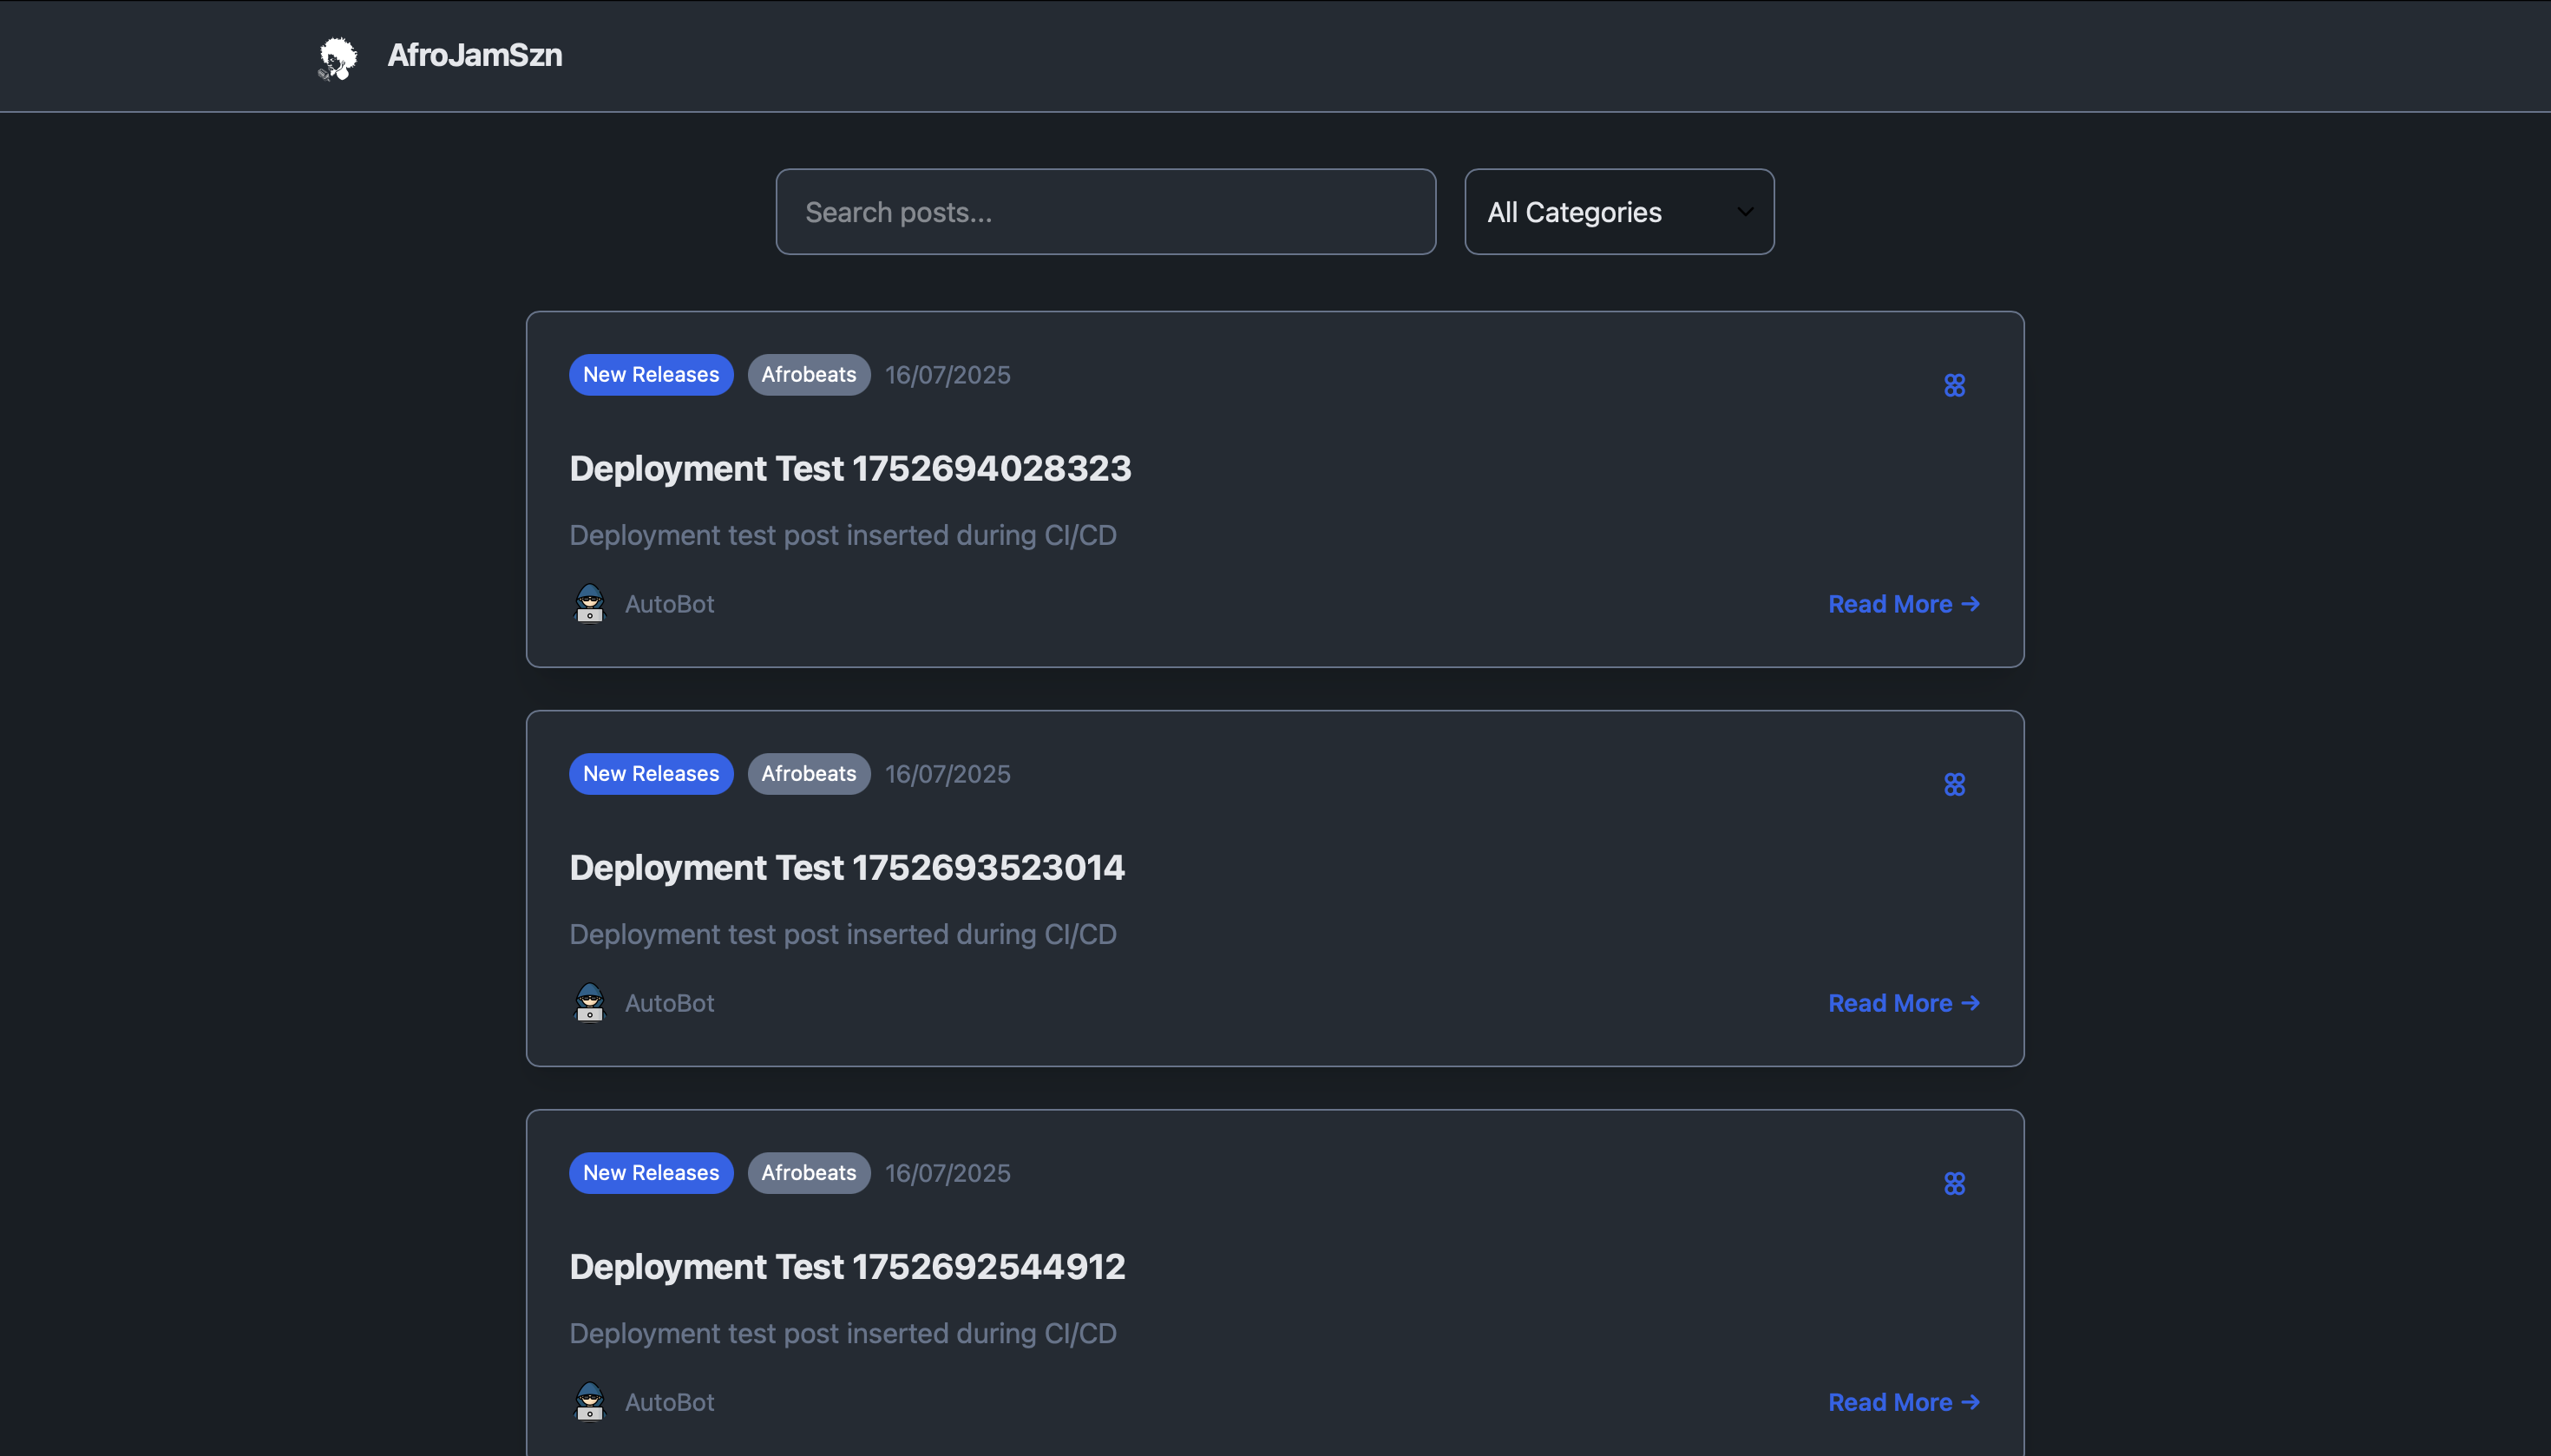 AfroJamSzn
Search posts...
All Categories
New Releases Afrobeats 16/07/2025
Deployment Test 1752694028323
Deployment test post inserted during CI/CD
AutoBot
Read More →
New Releases Afrobeats 16/07/2025
Deployment Test 1752693523014
Deployment test post inserted during CI/CD
AutoBot
Read More →
New Releases Afrobeats 16/07/2025
Deployment Test 1752692544912
Deployment test post inserted during CI/CD
AutoBot
Read More →